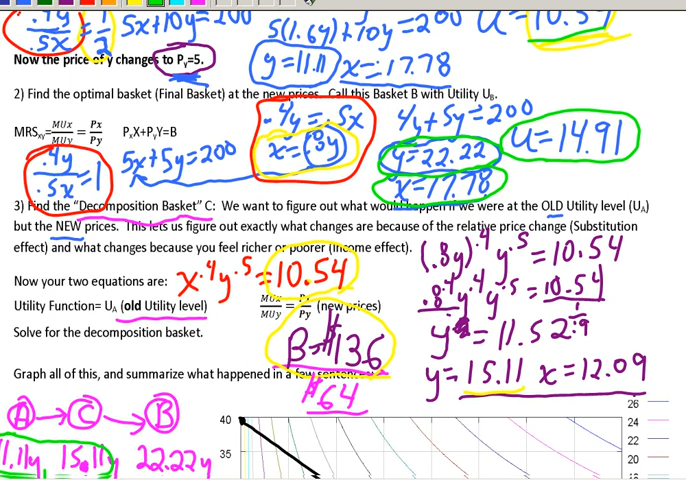 .4y/.5x = 1/2 5x+10y=200 5(1.6y)+10y=200 U=10.54
Now the price of y changes to Py=5. y=11.11 x=17.78
2) Find the optimal basket (Final Basket) at the new prices. Call this Basket B with Utility UB.
MRSxy=MUx/MUy=Px/Py PxX+PyY=B .4y=.5x 4y+5y=200 U=14.91
.4y/.5x=1 5x+5y=200 x=(.8y) y=22.22
x=17.78
3) Find the "Decomposition Basket" C: We want to figure out what would happen if we were at the OLD Utility level (UA)
but the NEW prices. This lets us figure out exactly what changes are because of the relative price change (Substitution
effect) and what changes because you feel richer or poorer (Income effect).
(.8y)^.4 y^.5=10.54
Now your two equations are: x^.4y^.5=10.54
Utility Function= UA (old Utility level) MUx/MUy=Px/Py (new prices) .8^.4 y^.4 y^.5=10.54
Solve for the decomposition basket. B=$136 y=11.52^1/.9
y=15.11 x=12.09
Graph all of this, and summarize what happened in a few
$64
A→C→B
11.11y 15.11y 22.22y
40
35
26
24
22
20